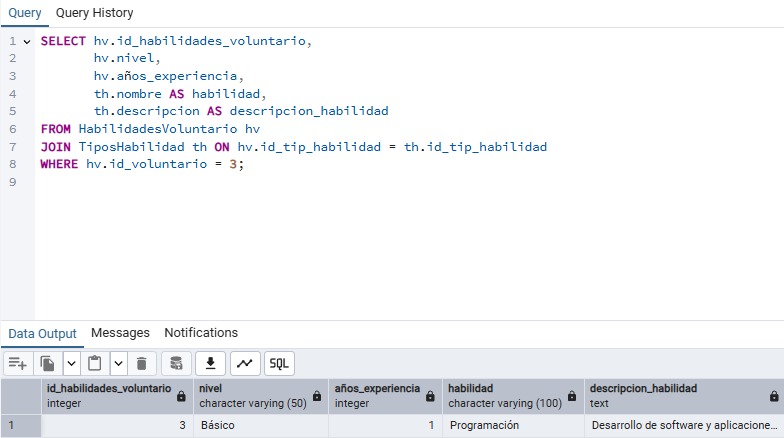 Query Query History
1 SELECT hv.id_habilidades_voluntario,
2 hv.nivel,
3 hv.años_experiencia,
4 th.nombre AS habilidad,
5 th.descripcion AS descripcion_habilidad
6 FROM HabilidadesVoluntario hv
7 JOIN TiposHabilidad th ON hv.id_tip_habilidad = th.id_tip_habilidad
8 WHERE hv.id_voluntario = 3;
9
Data Output Messages Notifications
SQL
id_habilidades_voluntario nivel años_experiencia habilidad descripcion_habilidad
integer character varying (50) integer character varying (100) text
1 3 Básico 1 Programación Desarrollo de software y aplicacione...